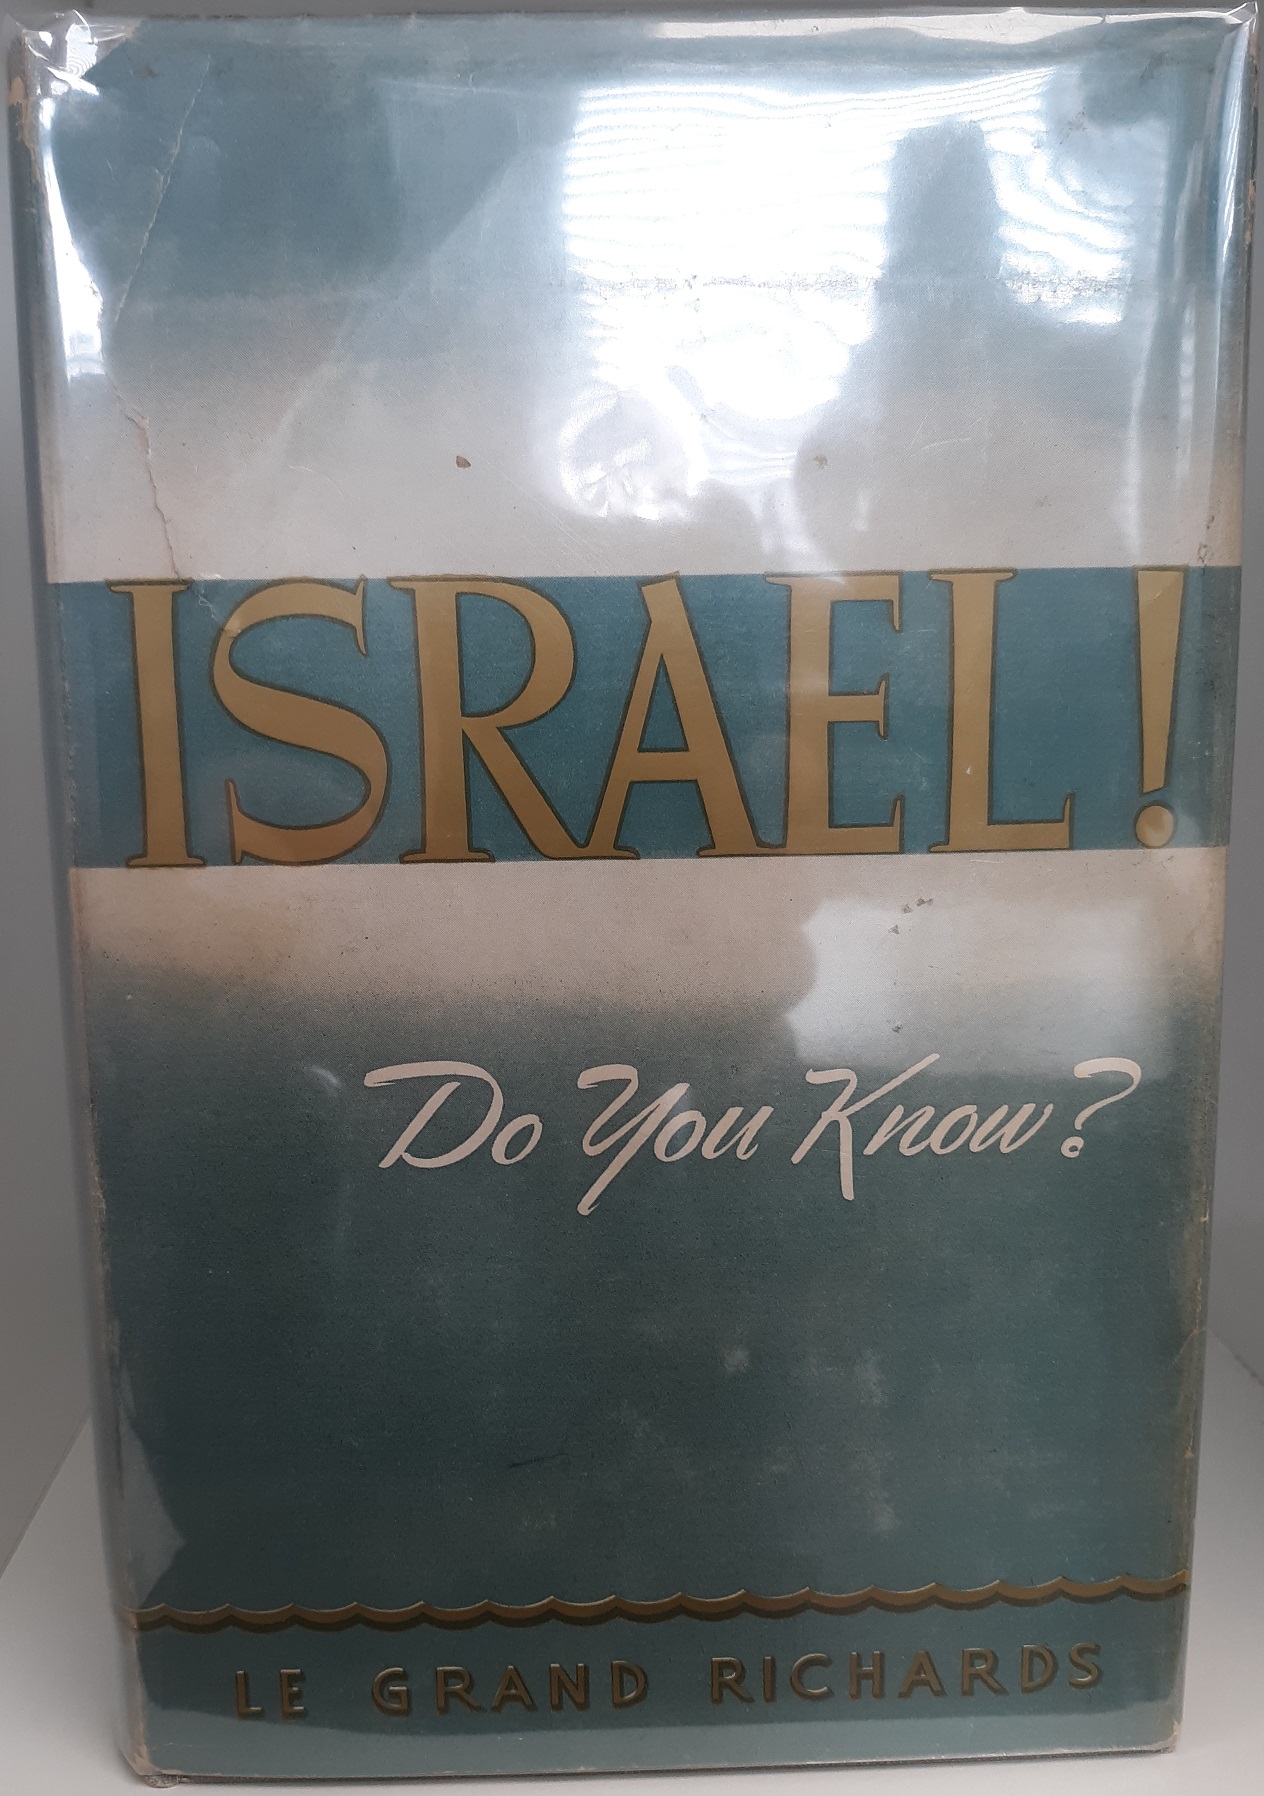 ISRAEL!
Do You Know?
LE GRAND RICHARDS